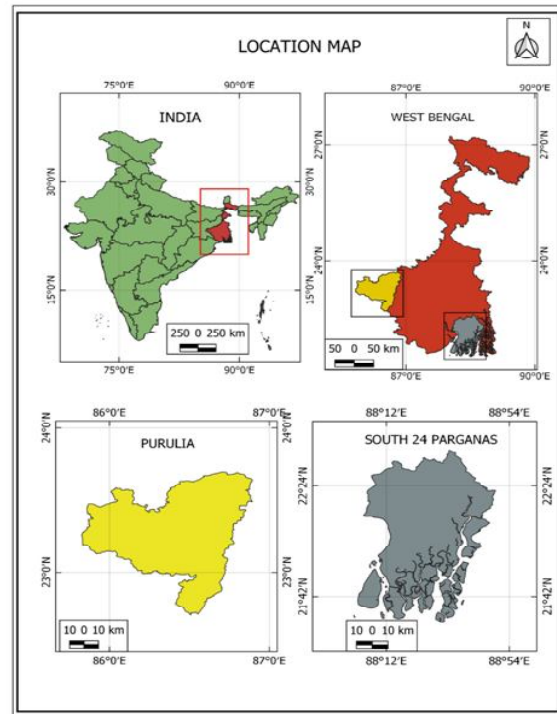 N
LOCATION MAP
75°0'E 90°0'E
INDIA
30°0'N 30°0'N
15°0'N 15°0'N
250 0 250 km
75°0'E 90°0'E
87°0'E 90°0'E
WEST BENGAL
27°0'N 27°0'N
24°0'N 24°0'N
50 0 50 km
87°0'E 90°0'E
86°0'E 87°0'E
24°0'N 24°0'N
PURULIA
23°0'N 23°0'N
10 0 10 km
86°0'E 87°0'E
88°12'E 88°54'E
SOUTH 24 PARGANAS
22°24'N 22°24'N
21°42'N 21°42'N
10 0 10 km
88°12'E 88°54'E